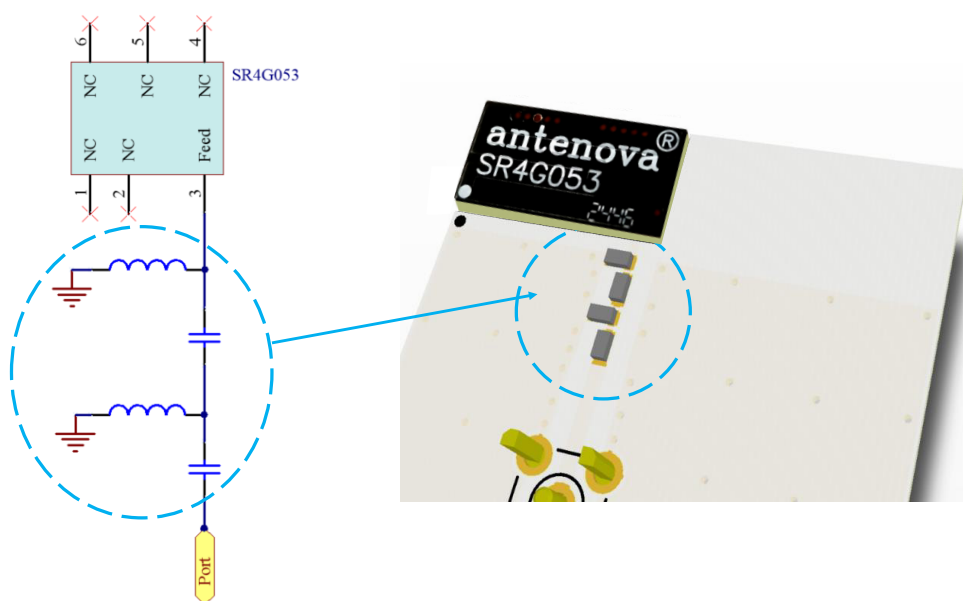 6
5
4
NC
NC
NC
SR4G053
NC
NC
Feed
1
2
3
Port
antenova®
SR4G053
2446